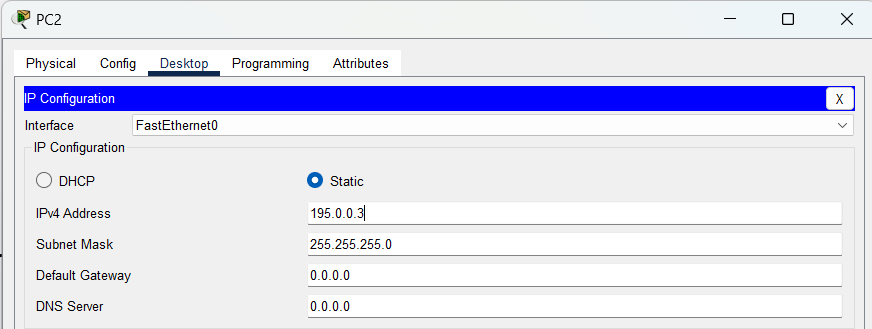 PC2
Physical Config Desktop Programming Attributes
IP Configuration X
Interface FastEthernet0
IP Configuration
DHCP Static
IPv4 Address 195.0.0.3
Subnet Mask 255.255.255.0
Default Gateway 0.0.0.0
DNS Server 0.0.0.0